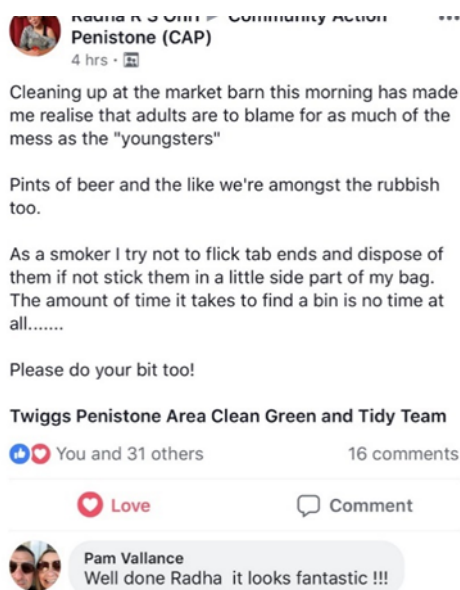 Penistone (CAP)
4 hrs ·
Cleaning up at the market barn this morning has made
me realise that adults are to blame for as much of the
mess as the "youngsters"
Pints of beer and the like we're amongst the rubbish
too.
As a smoker I try not to flick tab ends and dispose of
them if not stick them in a little side part of my bag.
The amount of time it takes to find a bin is no time at
all.......
Please do your bit too!
Twiggs Penistone Area Clean Green and Tidy Team
You and 31 others 16 comments
Love Comment
Pam Vallance
Well done Radha it looks fantastic !!!